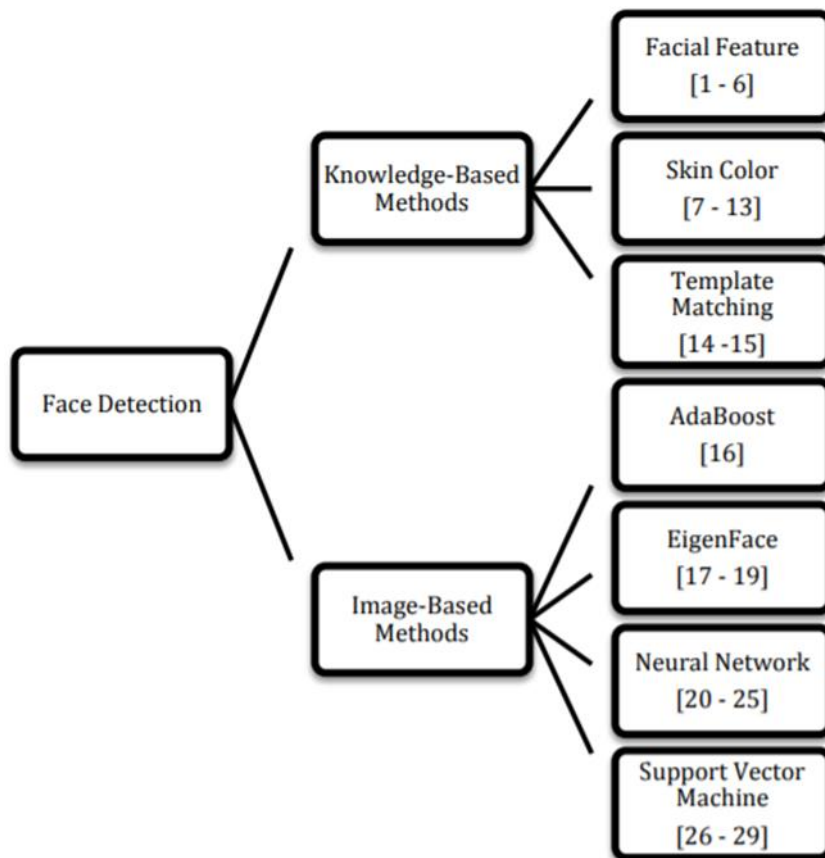 Face Detection
Knowledge-Based
Methods
Facial Feature
[1 - 6]
Skin Color
[7 - 13]
Template
Matching
[14 -15]
Image-Based
Methods
AdaBoost
[16]
EigenFace
[17 - 19]
Neural Network
[20 - 25]
Support Vector
Machine
[26 - 29]